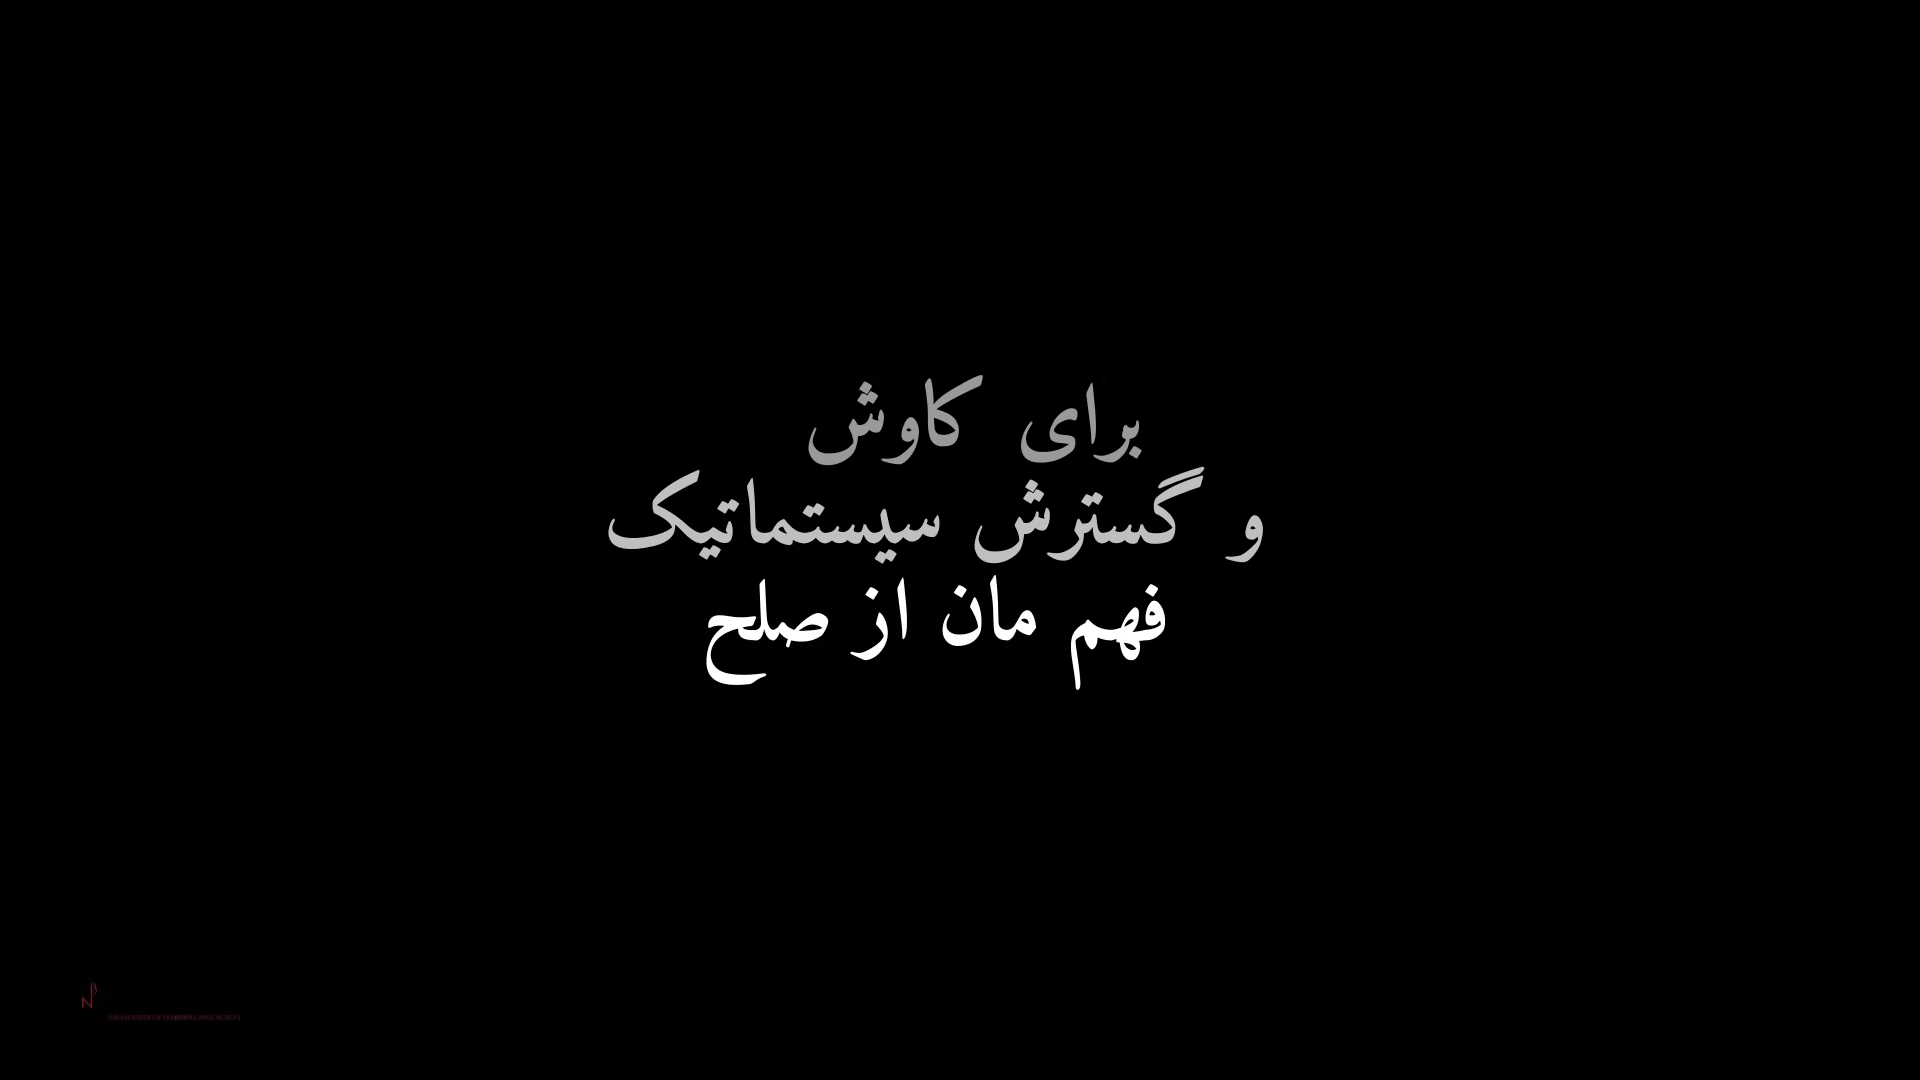 برای کاوش
و گسترش سیستماتیک
فهم مان از صلح